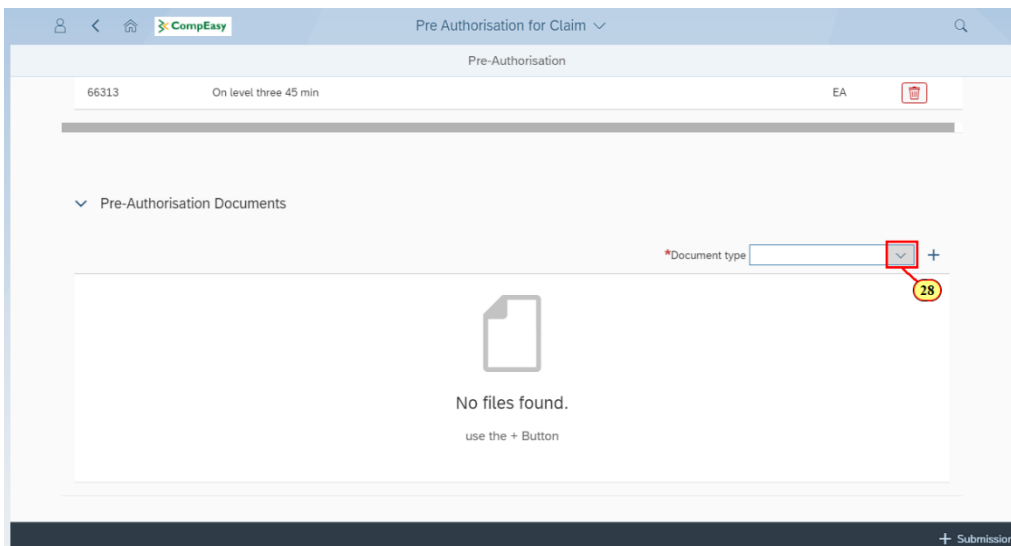 CompEasy
Pre Authorisation for Claim
Pre-Authorisation
66313 On level three 45 min EA
Pre-Authorisation Documents
*Document type
28
No files found.
use the + Button
+ Submission